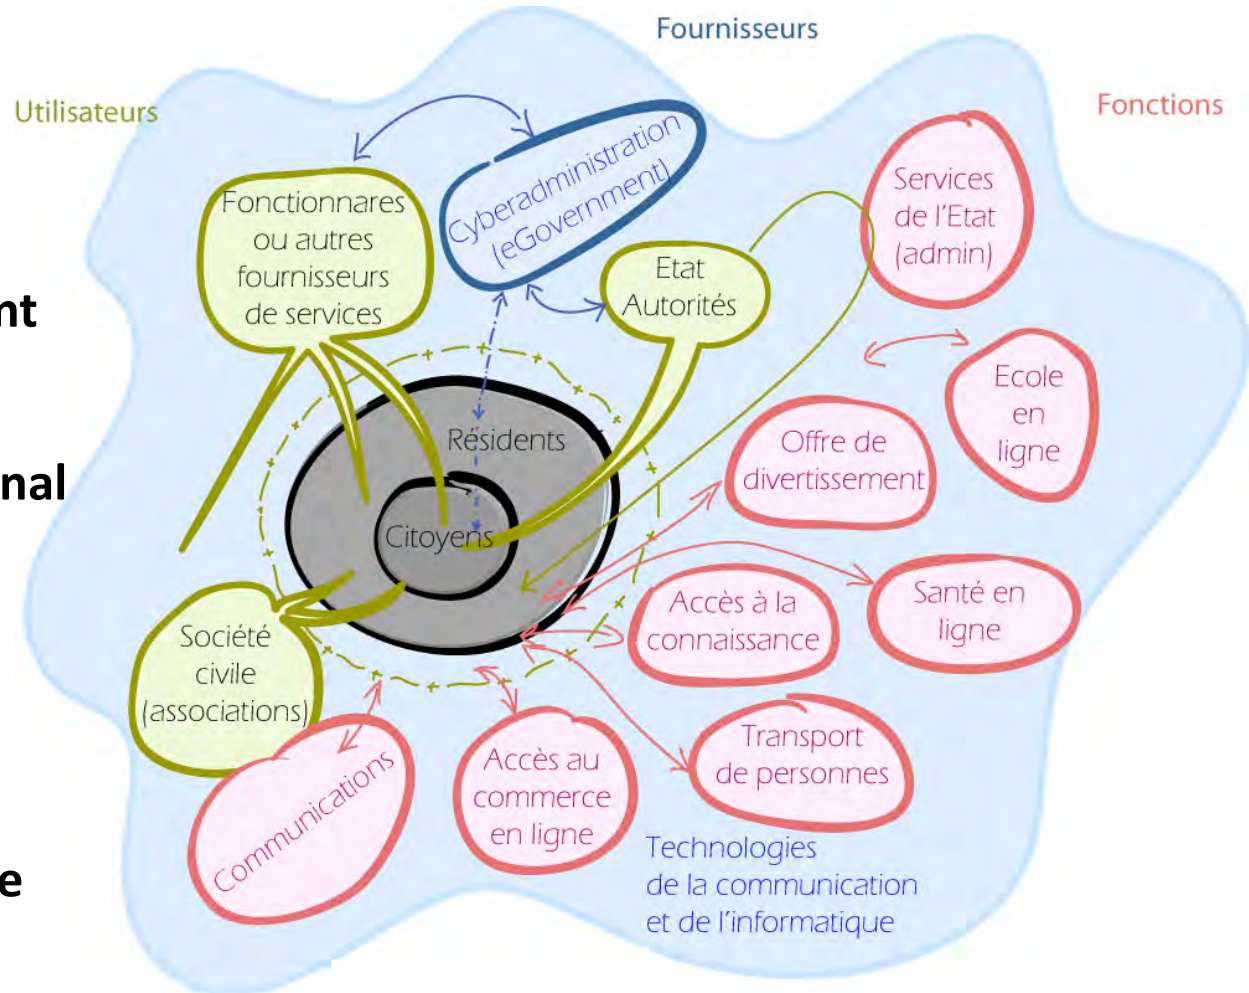 Fournisseurs
Utilisateurs
Fonctions
Fonctionnares
ou autres
fournisseurs
de services
Cyberadministration
(eGovernment)
Etat
Autorités
Services
de l'Etat
(admin)
nt
Ecole
en
ligne
Résidents
Offre de
divertissement
nal
Citoyens
Accès à la
connaissance
Santé en
ligne
Société
civile
(associations)
Communications
Accès au
commerce
en ligne
Transport
de personnes
e
Technologies
de la communication
et de l'informatique